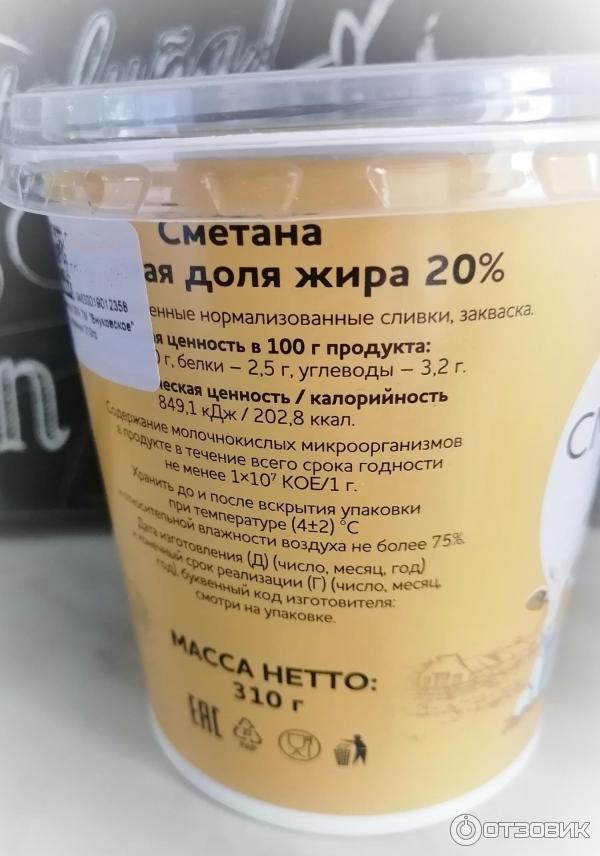 Сметана
доля жира 20%
нормализованные сливки, закваска.
ценность в 100 г продукта:
г, белки – 2,5 г, углеводы – 3,2 г.
ценность / калорийность
849,1 кДж / 202,8 ккал.
Содержание молочнокислых микроорганизмов
в продукте в течение всего срока годности
не менее 1×10⁷ КОЕ/1 г.
Хранить до и после вскрытия упаковки
при температуре (4±2) °С
и относительной влажности воздуха не более 75%.
Дата изготовления (Д) (число, месяц, год)
и конечный срок реализации (Г) (число, месяц,
год), буквенный код изготовителя:
смотри на упаковке.
МАССА НЕТТО:
310 г
EAC
"Внуковское"
ОТЗОВИК